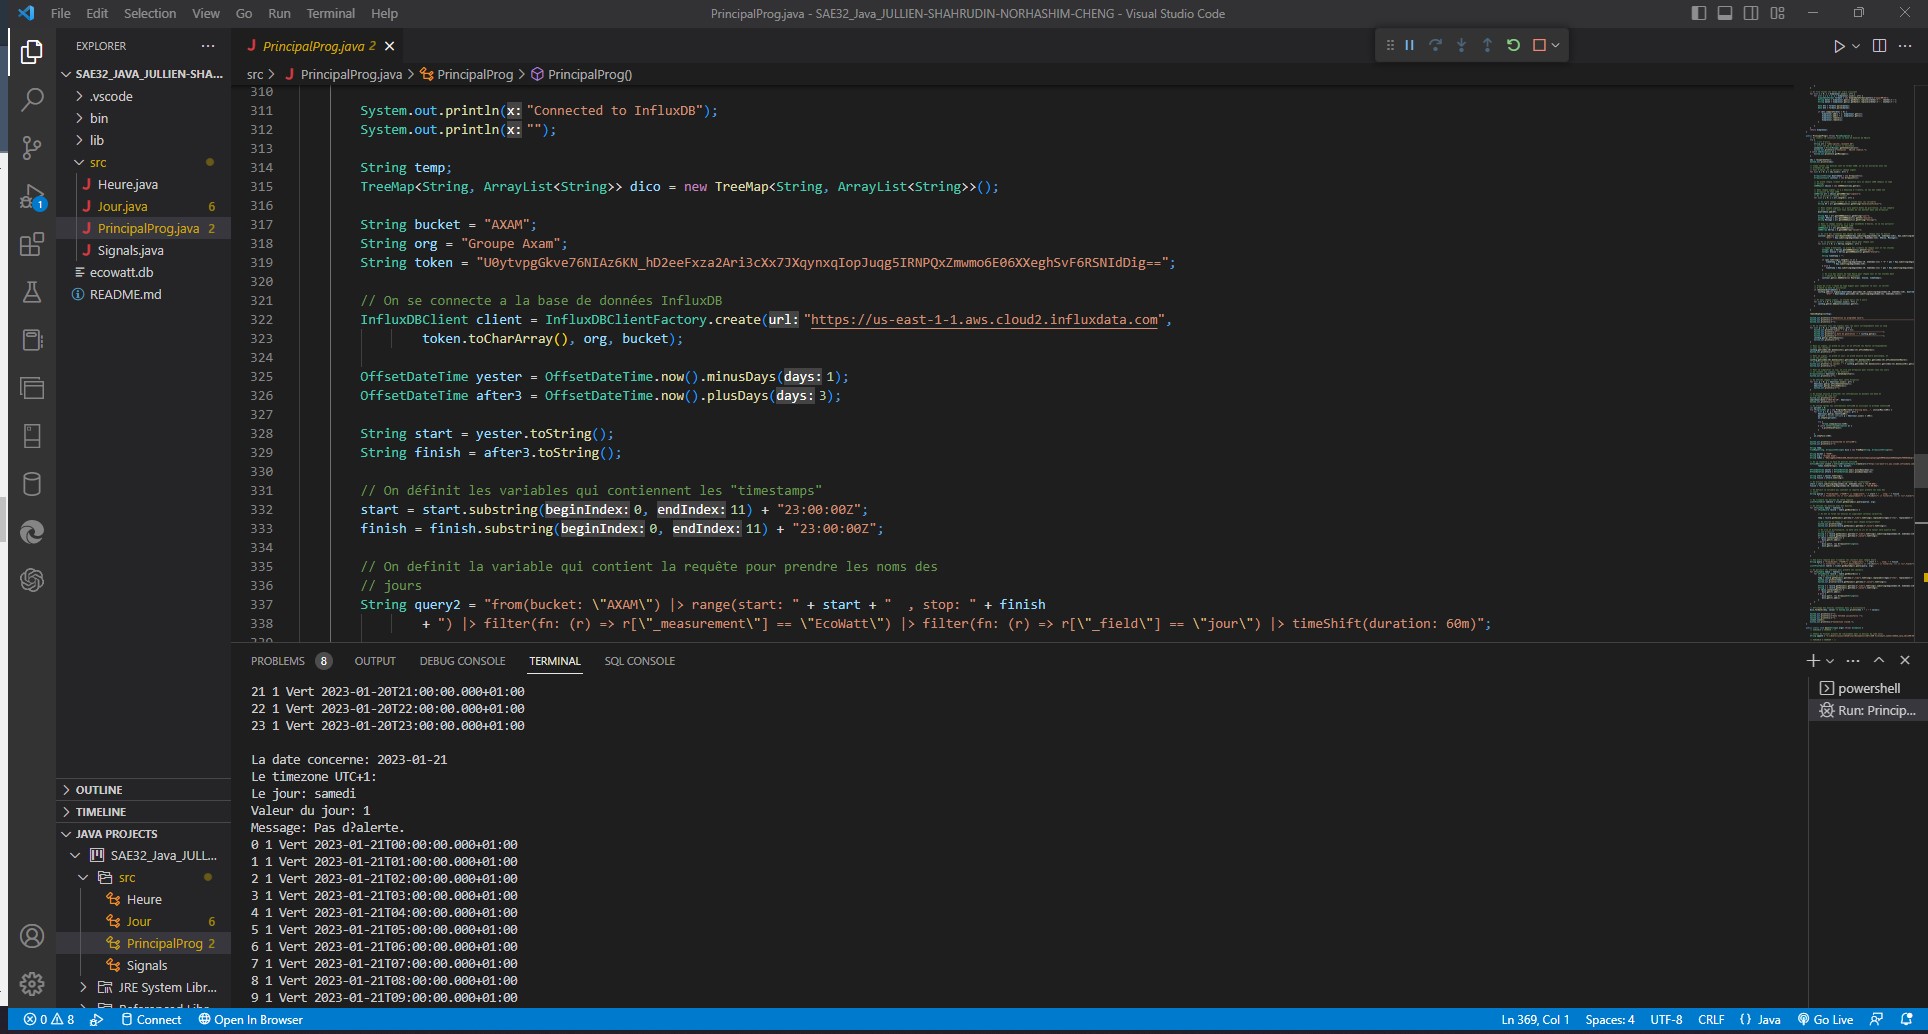 File Edit Selection View Go Run Terminal Help
PrincipalProg.java - SAE32_Java_JULLIEN-SHAHRUDIN-NORHASHIM-CHENG - Visual Studio Code
EXPLORER
SAE32_JAVA_JULLIEN-SHA...
.vscode
bin
lib
src
Heure.java
Jour.java 6
PrincipalProg.java 2
Signals.java
ecowatt.db
README.md
OUTLINE
TIMELINE
JAVA PROJECTS
SAE32_Java_JULL...
src
Heure
Jour 6
PrincipalProg 2
Signals
JRE System Libr...
1
PrincipalProg.java 2
src > PrincipalProg.java > PrincipalProg > PrincipalProg()
310
311 System.out.println(x: "Connected to InfluxDB");
312 System.out.println(x: "");
313
314 String temp;
315 TreeMap<String, ArrayList<String>> dico = new TreeMap<String, ArrayList<String>>();
316
317 String bucket = "AXAM";
318 String org = "Groupe Axam";
319 String token = "U0ytvpgGkve76NIAz6KN_hD2eeFxza2Ari3cXx7JXqynxqIopJuqg5IRNPQxZmwmo6E06XXeghSvF6RSNIdDig==";
320
321 // On se connecte a la base de données InfluxDB
322 InfluxDBClient client = InfluxDBClientFactory.create(url: "https://us-east-1-1.aws.cloud2.influxdata.com",
323 token.toCharArray(), org, bucket);
324
325 OffsetDateTime yester = OffsetDateTime.now().minusDays(days: 1);
326 OffsetDateTime after3 = OffsetDateTime.now().plusDays(days: 3);
327
328 String start = yester.toString();
329 String finish = after3.toString();
330
331 // On définit les variables qui contiennent les "timestamps"
332 start = start.substring(beginIndex: 0, endIndex: 11) + "23:00:00Z";
333 finish = finish.substring(beginIndex: 0, endIndex: 11) + "23:00:00Z";
334
335 // On definit la variable qui contient la requête pour prendre les noms des
336 // jours
337 String query2 = "from(bucket: \"AXAM\") |> range(start: " + start + "  , stop: " + finish
338 + ") |> filter(fn: (r) => r[\"_measurement\"] == \"EcoWatt\") |> filter(fn: (r) => r[\"_field\"] == \"jour\") |> timeShift(duration: 60m)";
PROBLEMS 8 OUTPUT DEBUG CONSOLE TERMINAL SQL CONSOLE
21 1 Vert 2023-01-20T21:00:00.000+01:00
22 1 Vert 2023-01-20T22:00:00.000+01:00
23 1 Vert 2023-01-20T23:00:00.000+01:00
La date concerne: 2023-01-21
Le timezone UTC+1:
Le jour: samedi
Valeur du jour: 1
Message: Pas d?alerte.
0 1 Vert 2023-01-21T00:00:00.000+01:00
1 1 Vert 2023-01-21T01:00:00.000+01:00
2 1 Vert 2023-01-21T02:00:00.000+01:00
3 1 Vert 2023-01-21T03:00:00.000+01:00
4 1 Vert 2023-01-21T04:00:00.000+01:00
5 1 Vert 2023-01-21T05:00:00.000+01:00
6 1 Vert 2023-01-21T06:00:00.000+01:00
7 1 Vert 2023-01-21T07:00:00.000+01:00
8 1 Vert 2023-01-21T08:00:00.000+01:00
9 1 Vert 2023-01-21T09:00:00.000+01:00
powershell
Run: Princip...
0 8 Connect Open In Browser
Ln 369, Col 1 Spaces: 4 UTF-8 CRLF {} Java Go Live